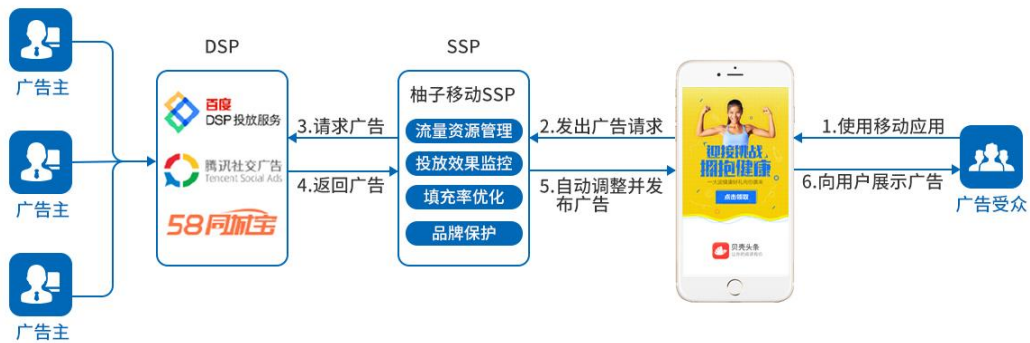 广告主
广告主
广告主
DSP
百度
DSP投放服务
腾讯社交广告
Tencent Social Ads
58同城宝
3.请求广告
4.返回广告
SSP
柚子移动SSP
流量资源管理
投放效果监控
填充率优化
品牌保护
2.发出广告请求
5.自动调整并发
布广告
迎接挑战
拥抱健康
点击领取
贝壳头条
1.使用移动应用
6.向用户展示广告
广告受众